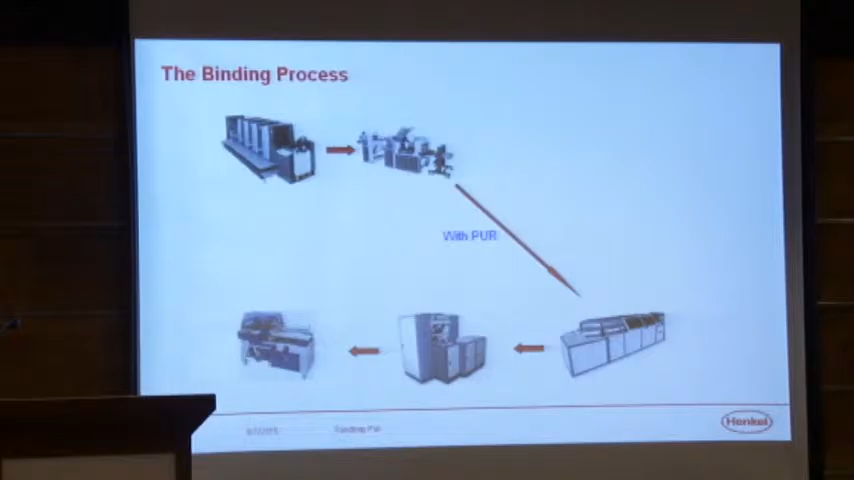 The Binding Process
With PUR
Henkel